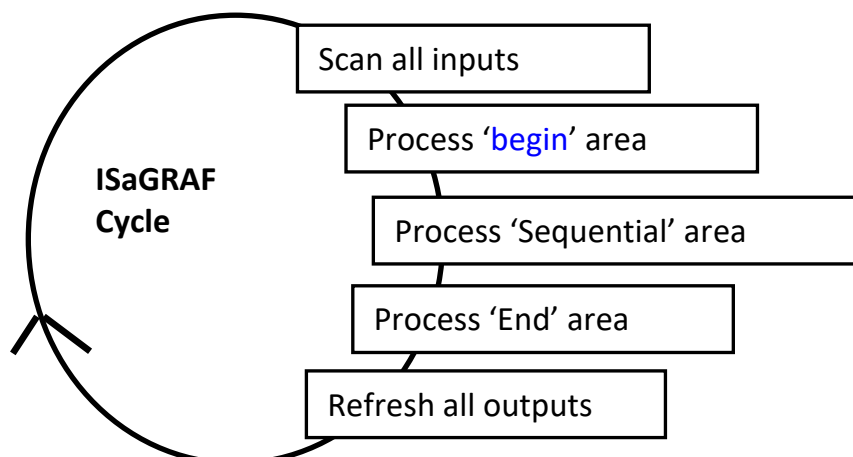 Scan all inputs
Process ‘begin’ area
ISaGRAF
Cycle
Process ‘Sequential’ area
Process ‘End’ area
Refresh all outputs